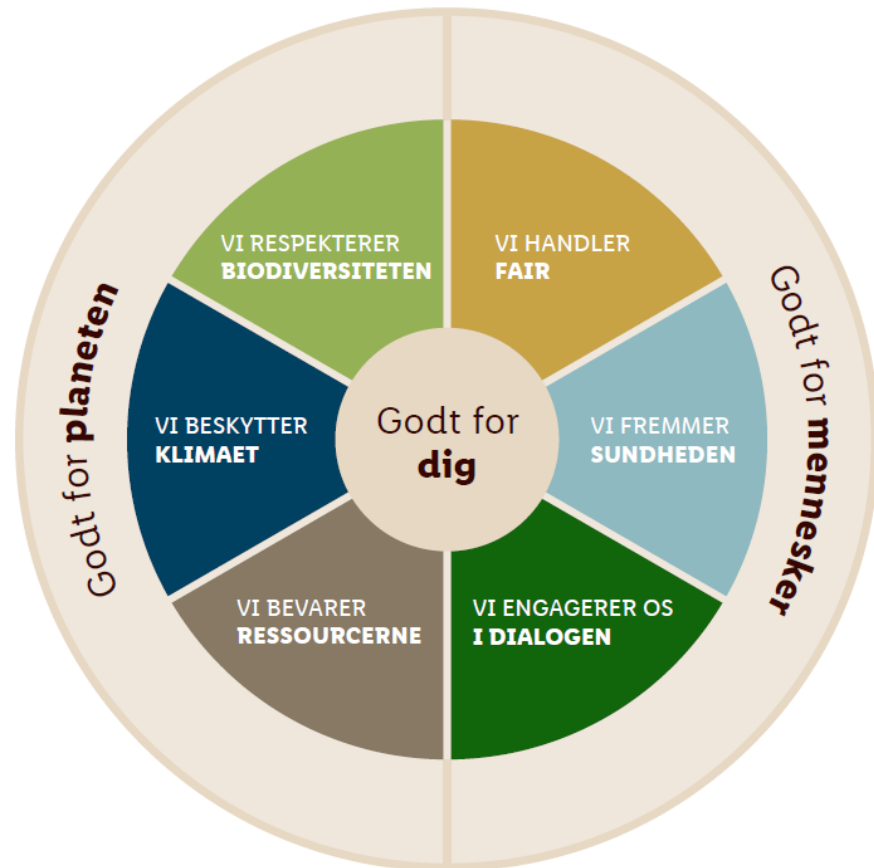 VI RESPEKTERER
BIODIVERSITETEN
VI HANDLER
FAIR
Godt for planeten
VI BESKYTTER
KLIMAET
Godt for
dig
VI FREMMER
SUNDHEDEN
Godt for mennesker
VI BEVARER
RESSOURCERNE
VI ENGAGERER OS
I DIALOGEN